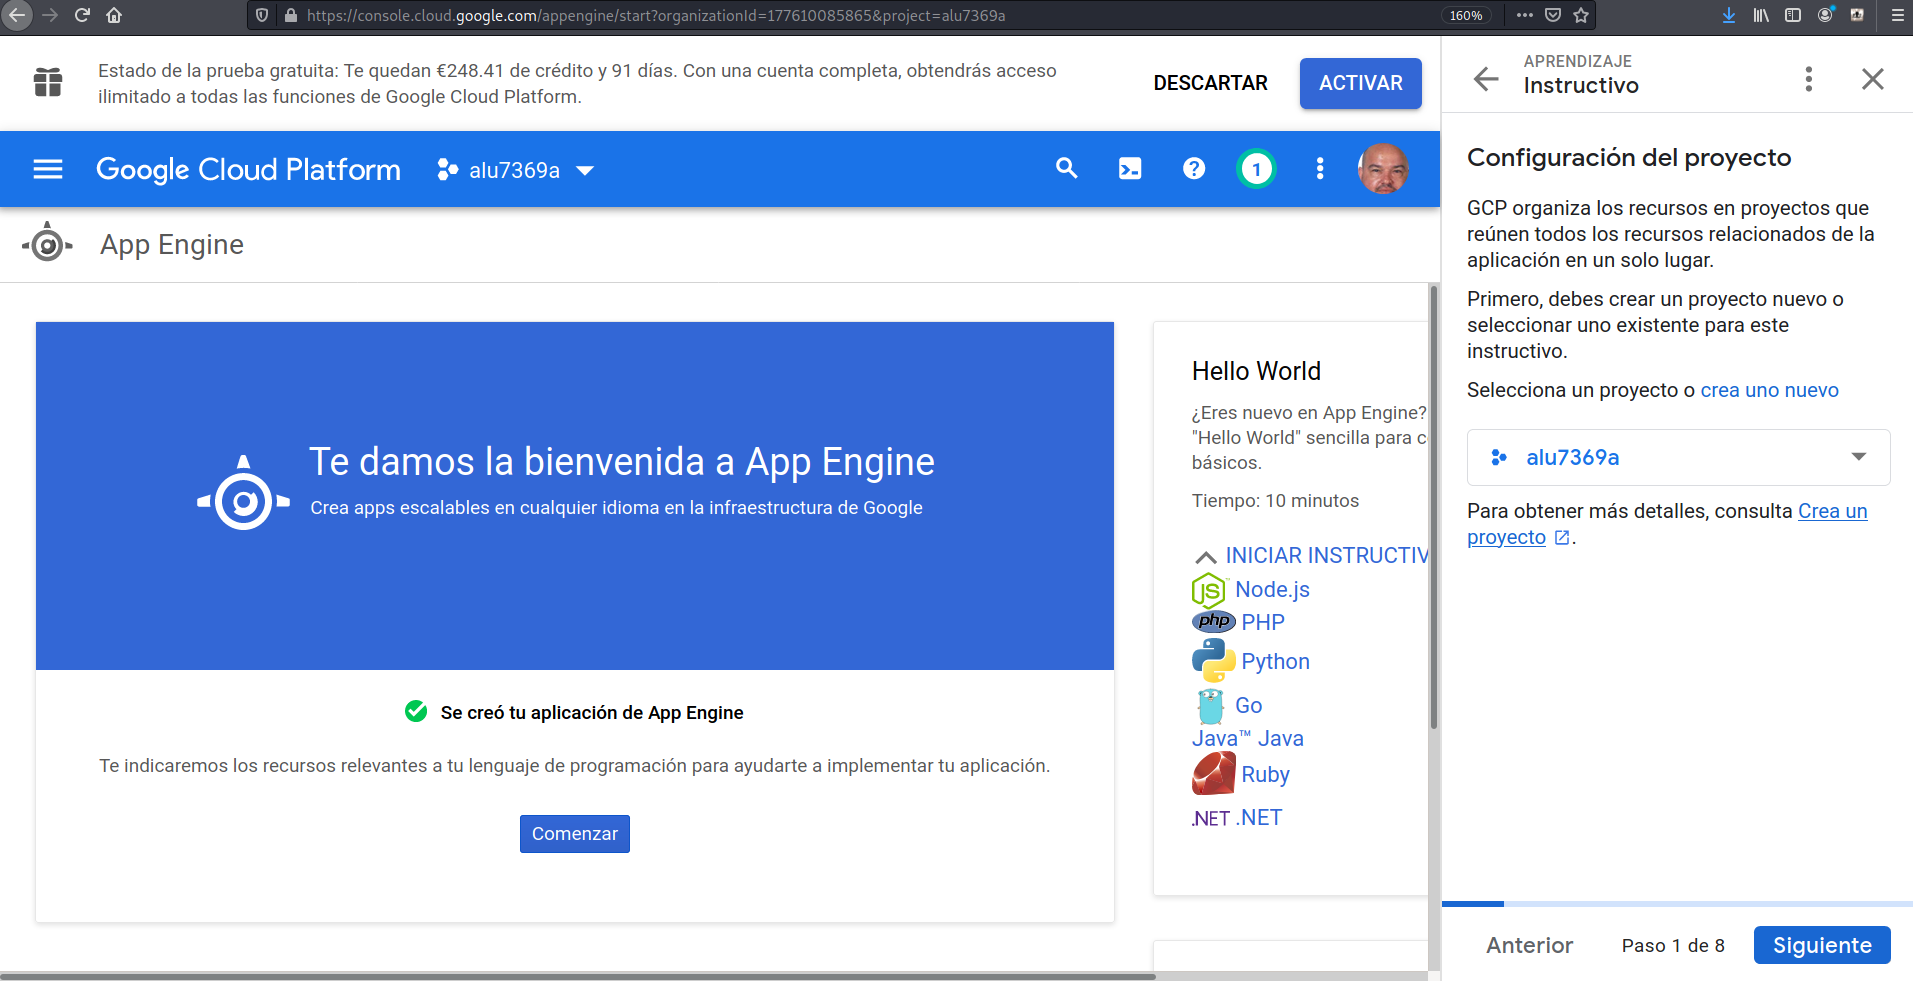 https://console.cloud.google.com/appengine/start?organizationId=177610085865&project=alu7369a
160%
Estado de la prueba gratuita: Te quedan €248.41 de crédito y 91 días. Con una cuenta completa, obtendrás acceso
ilimitado a todas las funciones de Google Cloud Platform.
DESCARTAR
ACTIVAR
Google Cloud Platform
alu7369a
1
App Engine
Te damos la bienvenida a App Engine
Crea apps escalables en cualquier idioma en la infraestructura de Google
Se creó tu aplicación de App Engine
Te indicaremos los recursos relevantes a tu lenguaje de programación para ayudarte a implementar tu aplicación.
Comenzar
Hello World
¿Eres nuevo en App Engine?
"Hello World" sencilla para c
básicos.
Tiempo: 10 minutos
INICIAR INSTRUCTIV
JS Node.js
php PHP
Python
Go
Java™ Java
Ruby
.NET .NET
APRENDIZAJE
Instructivo
Configuración del proyecto
GCP organiza los recursos en proyectos que
reúnen todos los recursos relacionados de la
aplicación en un solo lugar.
Primero, debes crear un proyecto nuevo o
seleccionar uno existente para este
instructivo.
Selecciona un proyecto o crea uno nuevo
alu7369a
Para obtener más detalles, consulta Crea un
proyecto.
Anterior
Paso 1 de 8
Siguiente